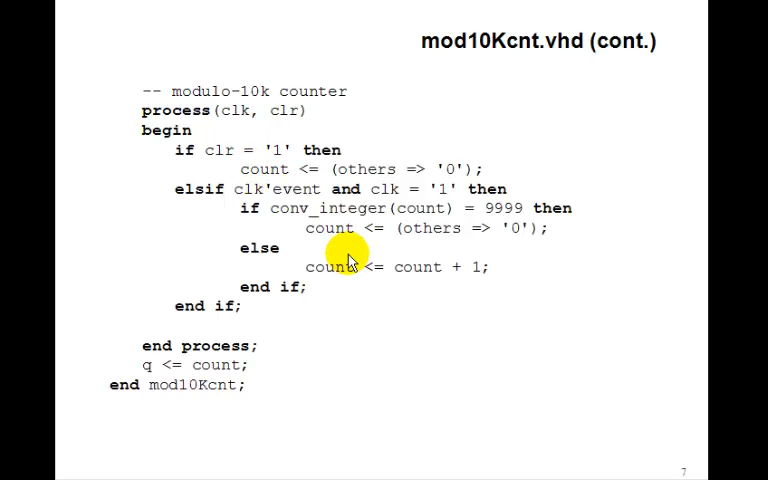 mod10Kcnt.vhd (cont.)
-- modulo-10k counter
process(clk, clr)
begin
if clr = '1' then
count <= (others => '0');
elsif clk'event and clk = '1' then
if conv_integer(count) = 9999 then
count <= (others => '0');
else
count <= count + 1;
end if;
end if;
end process;
q <= count;
end mod10Kcnt;
7